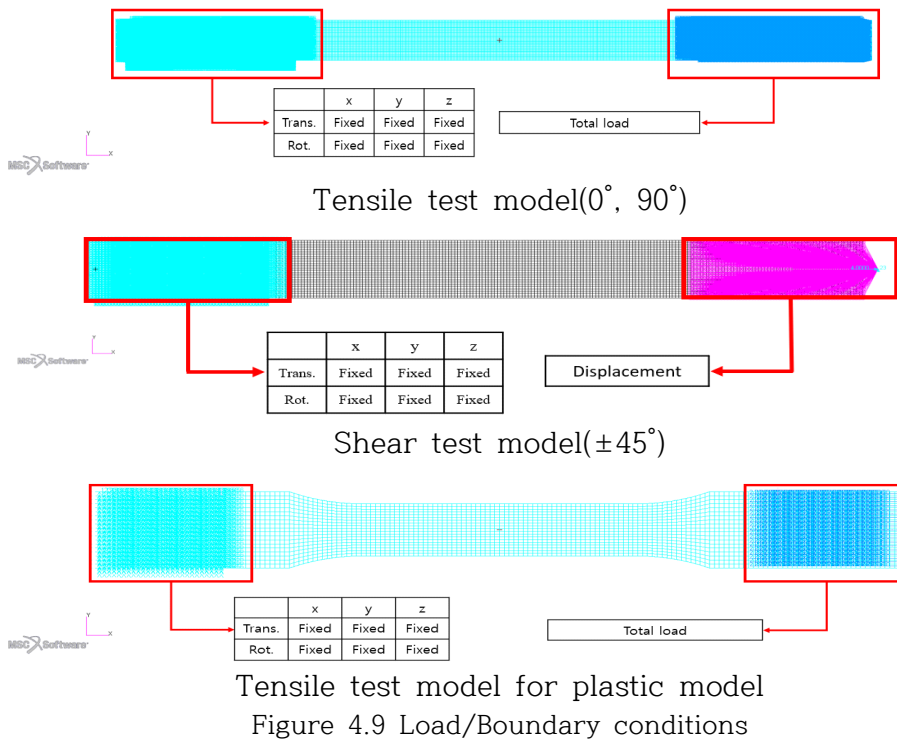 x y z
Trans. Fixed Fixed Fixed
Rot. Fixed Fixed Fixed
Total load
Y
X
MSC Software
Tensile test model(0°, 90°)
x y z
Trans. Fixed Fixed Fixed
Rot. Fixed Fixed Fixed
Displacement
Y
X
MSC Software
Shear test model(±45°)
x y z
Trans. Fixed Fixed Fixed
Rot. Fixed Fixed Fixed
Total load
Y
X
MSC Software
Tensile test model for plastic model
Figure 4.9 Load/Boundary conditions